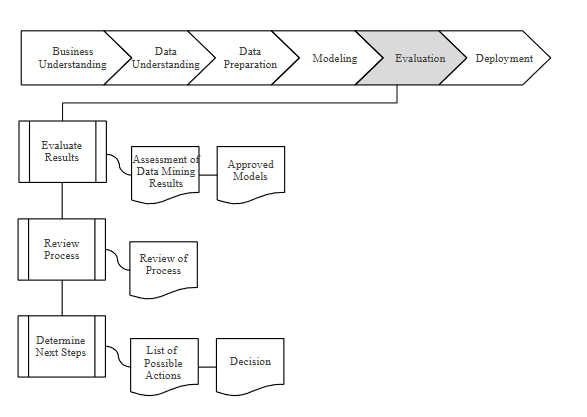 Business
Understanding
Data
Understanding
Data
Preparation
Modeling
Evaluation
Deployment
Evaluate
Results
Assessment of
Data Mining
Results
Approved
Models
Review
Process
Review of
Process
Determine
Next Steps
List of
Possible
Actions
Decision